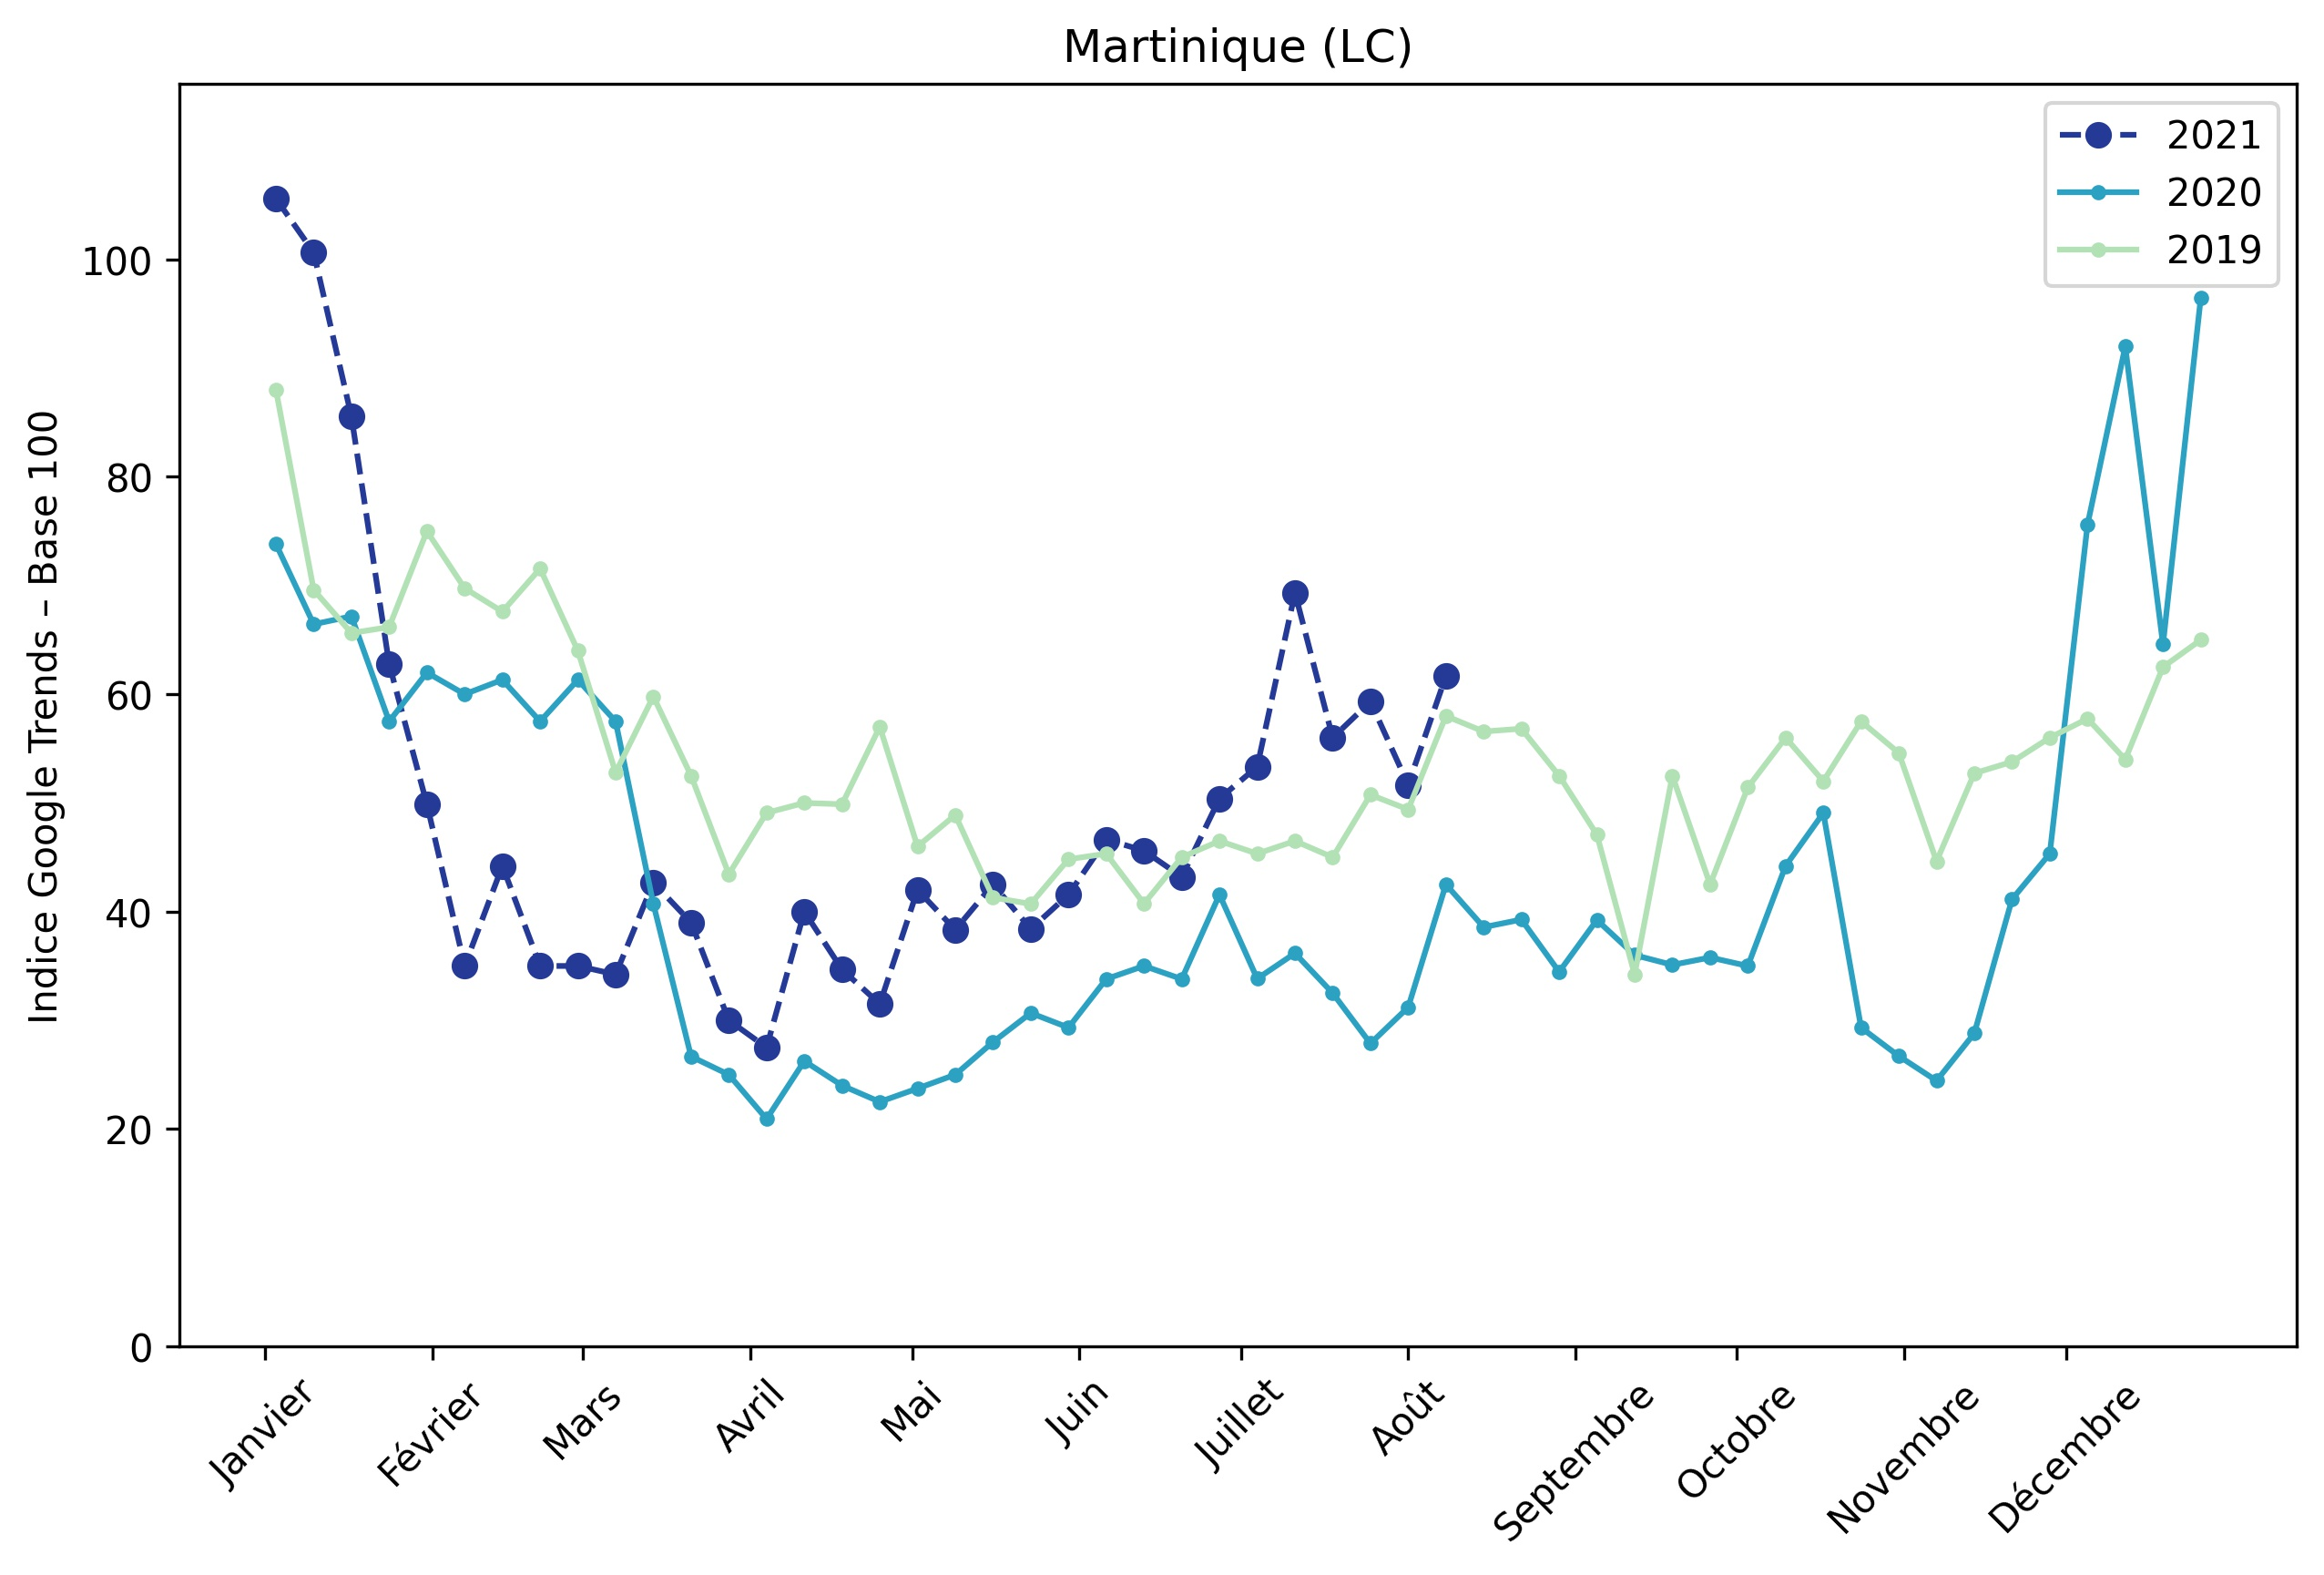 Martinique (LC)
2021
2020
2019
Indice Google Trends – Base 100
100
80
60
40
20
0
Janvier
Février
Mars
Avril
Mai
Juin
Juillet
Août
Septembre
Octobre
Novembre
Décembre